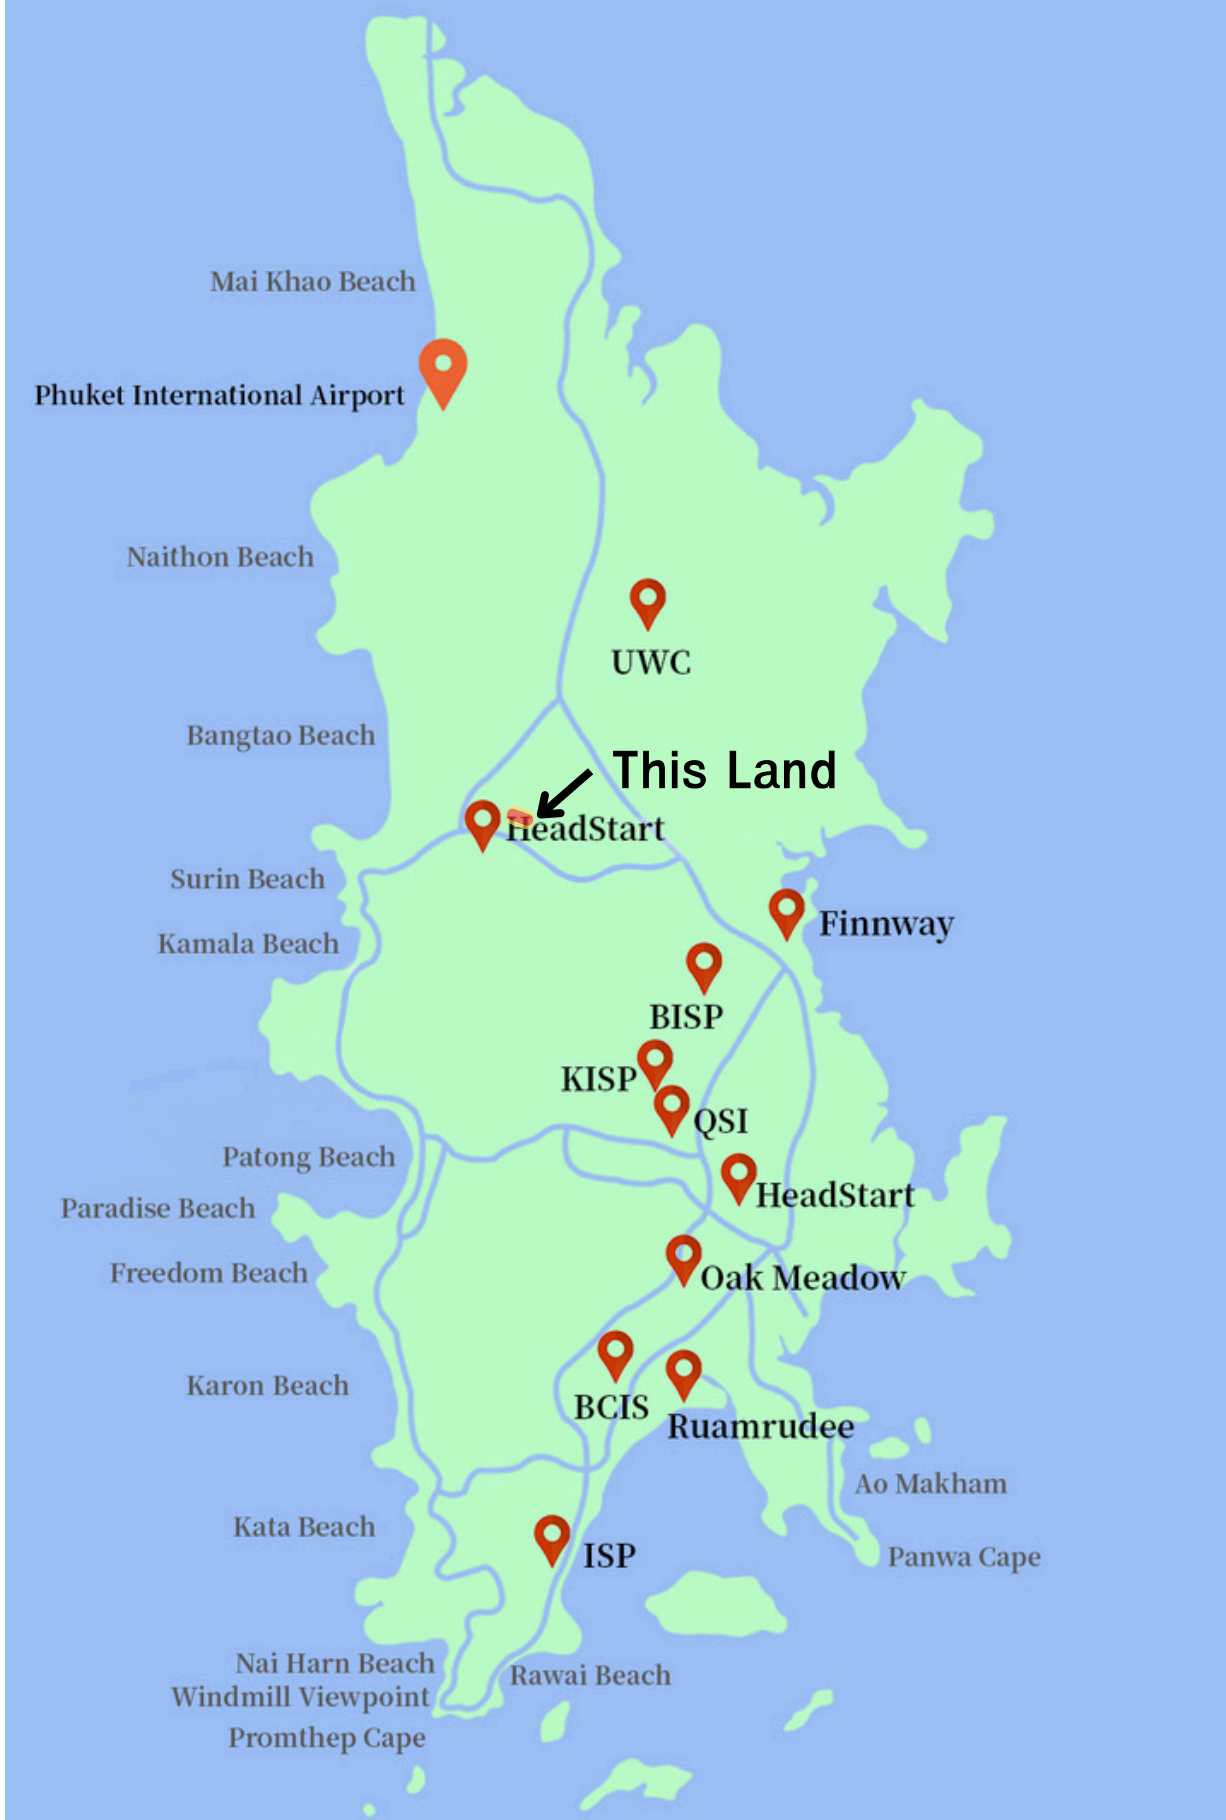 Mai Khao Beach
Phuket International Airport
Naithon Beach
UWC
Bangtao Beach
This Land
HeadStart
Surin Beach
Finnway
Kamala Beach
BISP
KISP
QSI
Patong Beach
HeadStart
Paradise Beach
Freedom Beach
Oak Meadow
Karon Beach
BCIS
Ruamrudee
Ao Makham
Kata Beach
ISP
Panwa Cape
Nai Harn Beach
Rawai Beach
Windmill Viewpoint
Promthep Cape